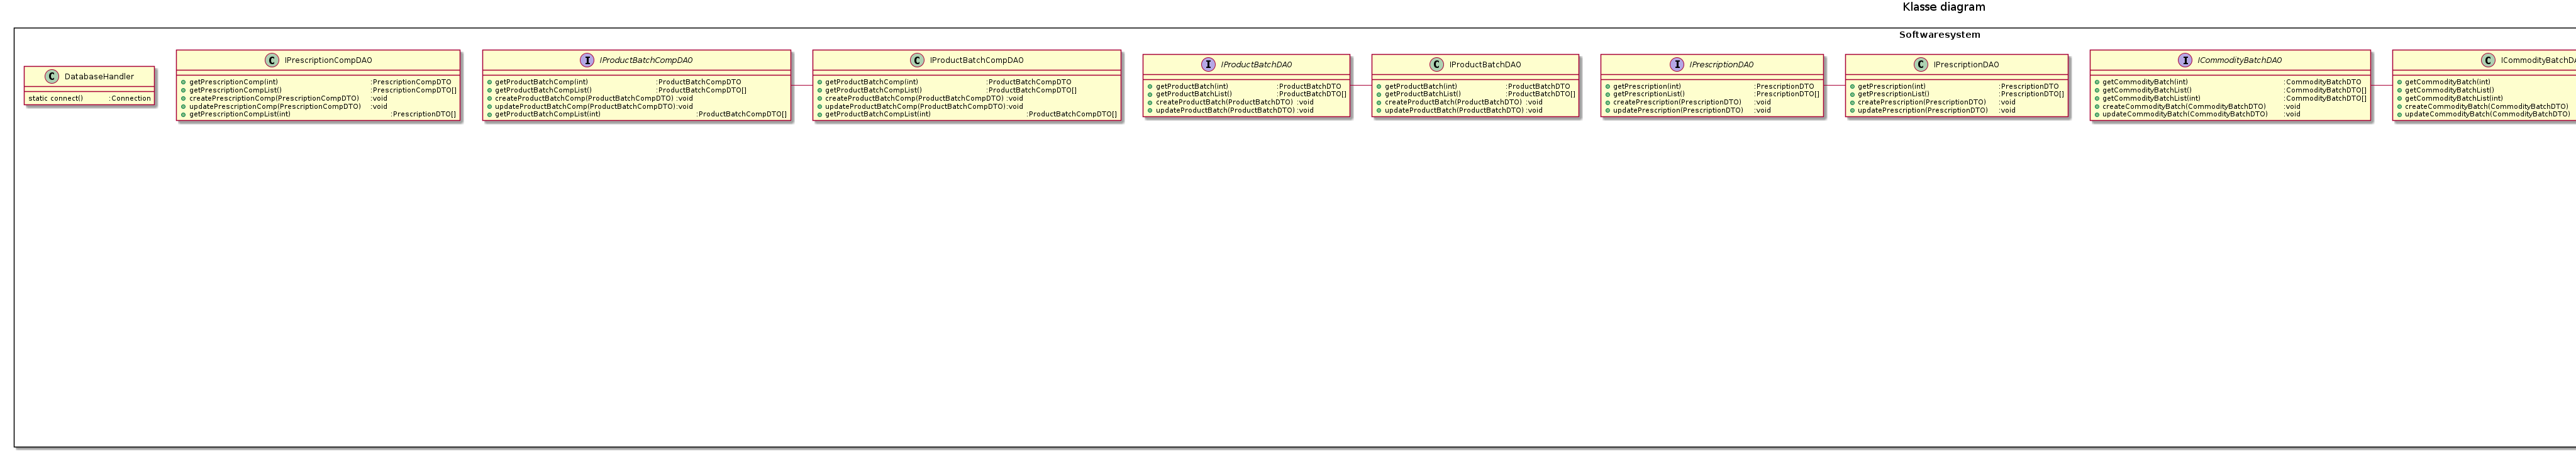 Klasse diagram
Softwaresystem
C DatabaseHandler
static connect() :Connection
C IPrescriptionCompDAO
getPrescriptionComp(int) :PrescriptionCompDTO
getPrescriptionCompList() :PrescriptionCompDTO[]
createPrescriptionComp(PrescriptionCompDTO) :void
updatePrescriptionComp(PrescriptionCompDTO) :void
getPrescriptionCompList(int) :PrescriptionDTO[]
I IProductBatchCompDAO
getProductBatchComp(int) :ProductBatchCompDTO
getProductBatchCompList() :ProductBatchCompDTO[]
createProductBatchComp(ProductBatchCompDTO) :void
updateProductBatchComp(ProductBatchCompDTO) :void
getProductBatchCompList(int) :ProductBatchCompDTO[]
C IProductBatchCompDAO
getProductBatchComp(int) :ProductBatchCompDTO
getProductBatchCompList() :ProductBatchCompDTO[]
createProductBatchComp(ProductBatchCompDTO) :void
updateProductBatchComp(ProductBatchCompDTO) :void
getProductBatchCompList(int) :ProductBatchCompDTO[]
I IProductBatchDAO
getProductBatch(int) :ProductBatchDTO
getProductBatchList() :ProductBatchDTO[]
createProductBatch(ProductBatchDTO) :void
updateProductBatch(ProductBatchDTO) :void
C IProductBatchDAO
getProductBatch(int) :ProductBatchDTO
getProductBatchList() :ProductBatchDTO[]
createProductBatch(ProductBatchDTO) :void
updateProductBatch(ProductBatchDTO) :void
I IPrescriptionDAO
getPrescription(int) :PrescriptionDTO
getPrescriptionList() :PrescriptionDTO[]
createPrescription(PrescriptionDTO) :void
updatePrescription(PrescriptionDTO) :void
C IPrescriptionDAO
getPrescription(int) :PrescriptionDTO
getPrescriptionList() :PrescriptionDTO[]
createPrescription(PrescriptionDTO) :void
updatePrescription(PrescriptionDTO) :void
I ICommodityBatchDAO
getCommodityBatch(int) :CommodityBatchDTO
getCommodityBatchList() :CommodityBatchDTO[]
getCommodityBatchList(int) :CommodityBatchDTO[]
createCommodityBatch(CommodityBatchDTO) :void
updateCommodityBatch(CommodityBatchDTO) :void
C ICommodityBatchDA
getCommodityBatch(int)
getCommodityBatchList()
getCommodityBatchList(int)
createCommodityBatch(CommodityBatchDTO)
updateCommodityBatch(CommodityBatchDTO)